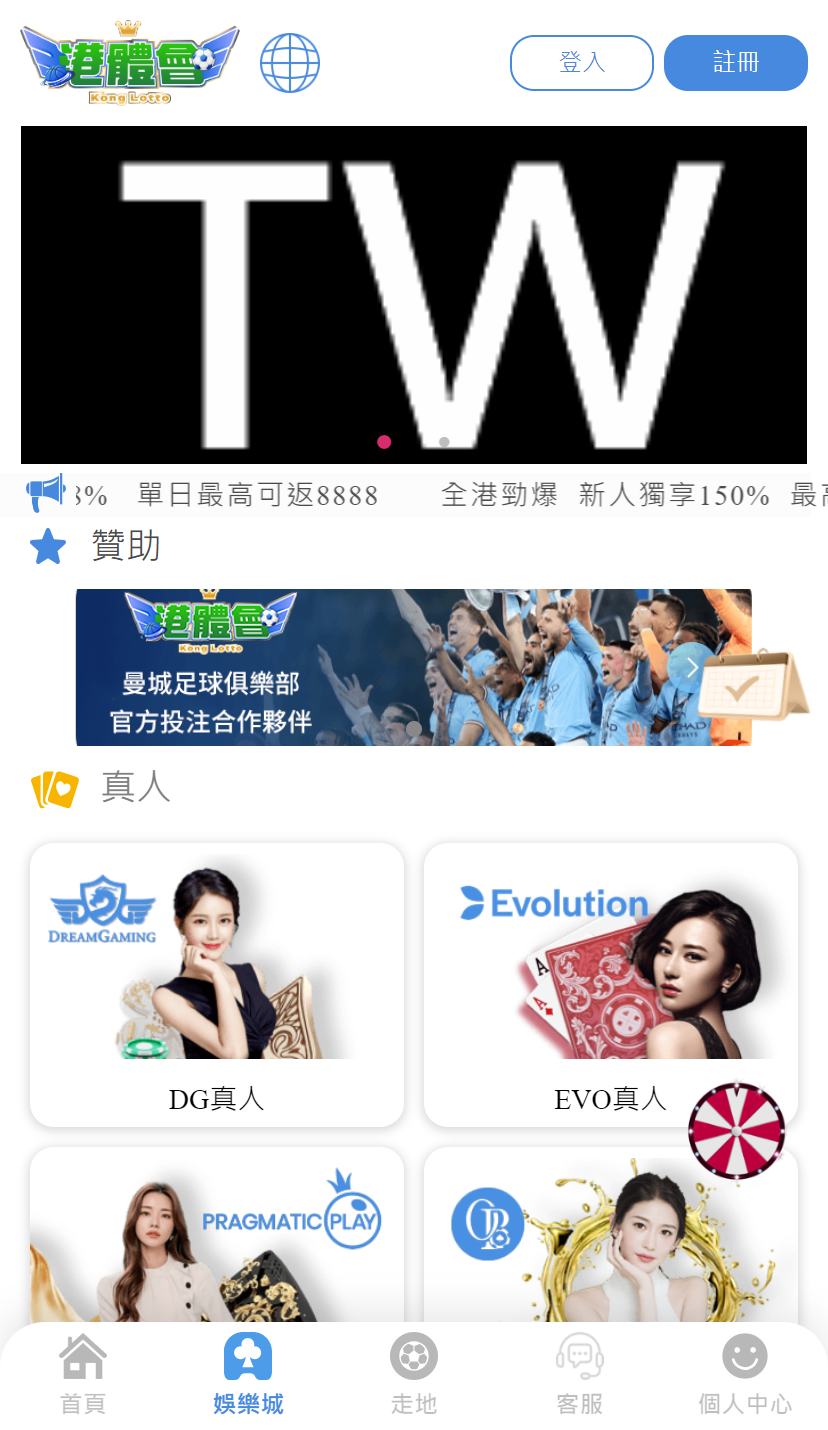 港體會
Kong Lotto
登入
註冊
TW
8% 單日最高可返8888 全港勁爆 新人獨享150% 最高
贊助
港體會
Kong Lotto
曼城足球俱樂部
官方投注合作夥伴
真人
DREAMGAMING
DG真人
Evolution
A
A
EVO真人
PRAGMATIC PLAY
首頁
娛樂城
走地
客服
個人中心